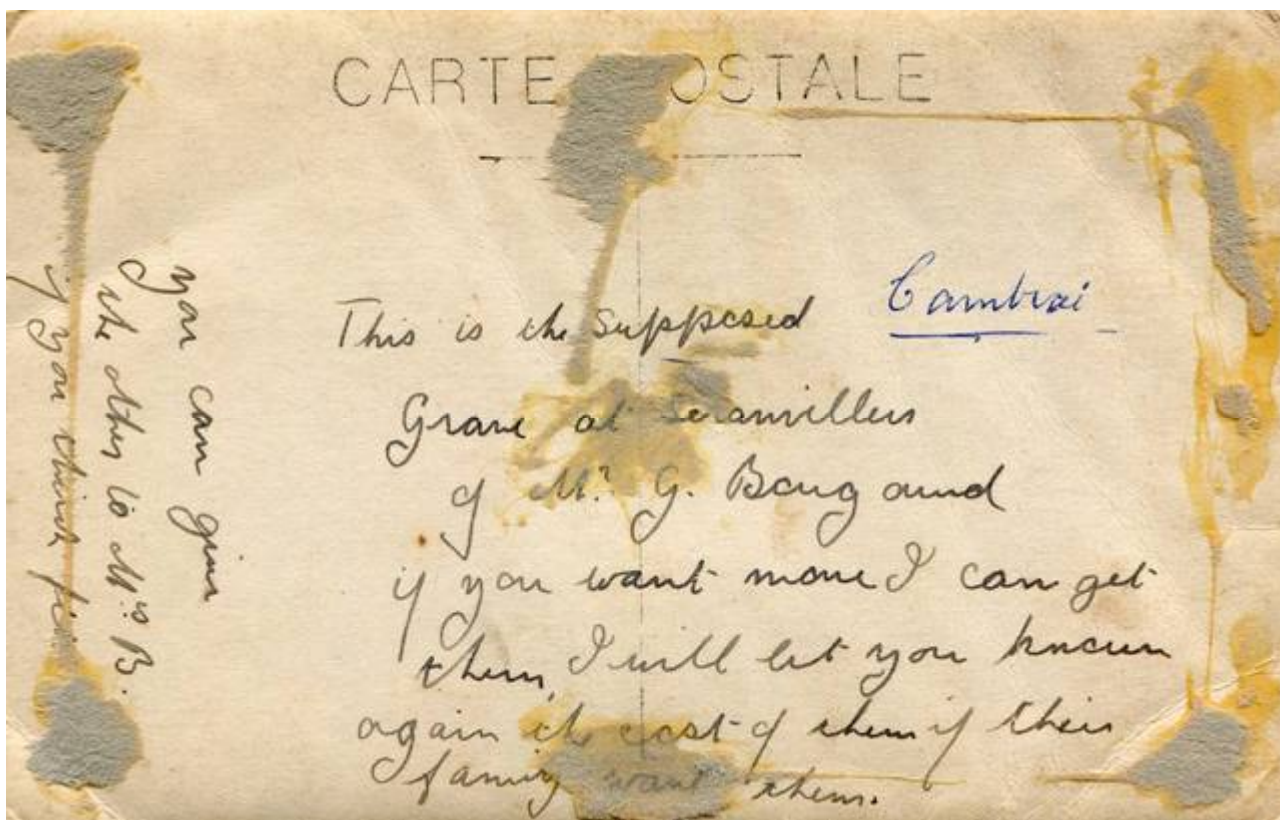 CARTE POSTALE
Cambrai
This is the supposed
Grave at Seranvillers
of Mr. G.
if you want more I can get
them, I will let you know
again the cost of them if their
family want them.
you can give
the other to Mrs B.
if you think fit